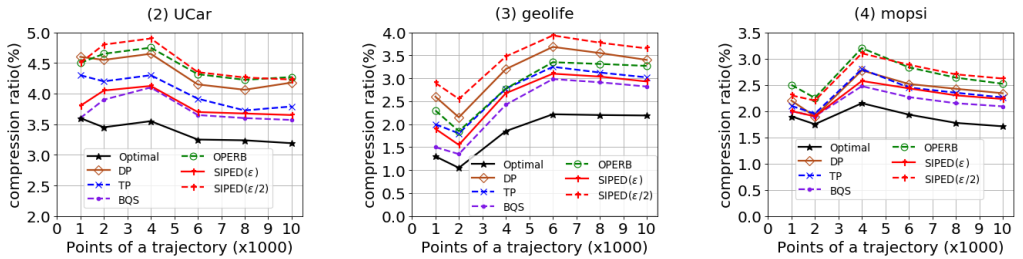 (2) UCar
compression ratio(%)
5.0
4.5
4.0
3.5
3.0
2.5
2.0
Optimal
DP
TP
BQS
OPERB
SIPED(ε)
SIPED(ε/2)
0 1 2 3 4 5 6 7 8 9 10
Points of a trajectory (x1000)
(3) geolife
compression ratio(%)
4.0
3.5
3.0
2.5
2.0
1.5
1.0
0.5
0.0
Optimal
DP
TP
BQS
OPERB
SIPED(ε)
SIPED(ε/2)
0 1 2 3 4 5 6 7 8 9 10
Points of a trajectory (x1000)
(4) mopsi
compression ratio(%)
3.5
3.0
2.5
2.0
1.5
1.0
0.5
0.0
Optimal
DP
TP
BQS
OPERB
SIPED(ε)
SIPED(ε/2)
0 1 2 3 4 5 6 7 8 9 10
Points of a trajectory (x1000)